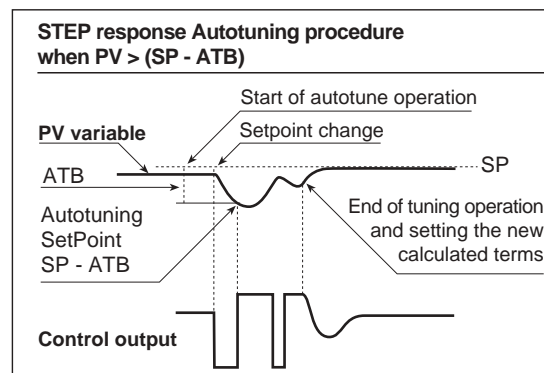 STEP response Autotuning procedure
when PV > (SP - ATB)
Start of autotune operation
PV variable
Setpoint change
SP
ATB
Autotuning
SetPoint
SP - ATB
End of tuning operation
and setting the new
calculated terms
Control output